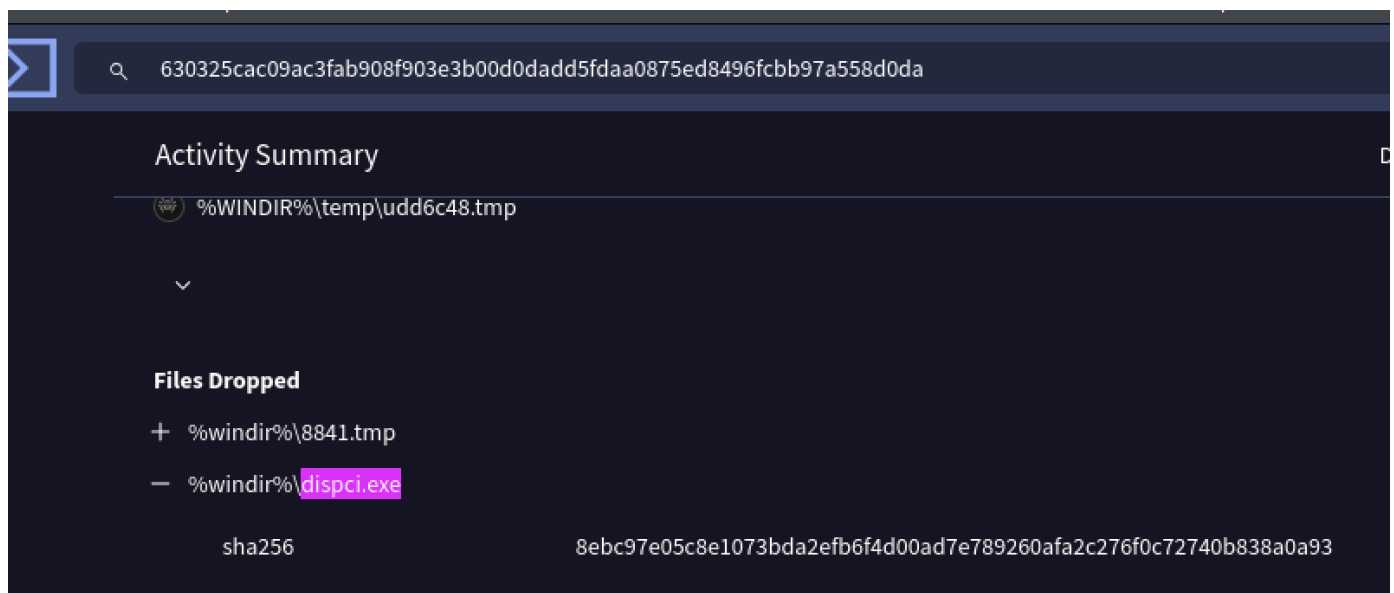 630325cac09ac3fab908f903e3b00d0dadd5fdaa0875ed8496fcbb97a558d0da
Activity Summary
%WINDIR%\temp\udd6c48.tmp
Files Dropped
%windir%\8841.tmp
%windir%\dispci.exe
sha256 8ebc97e05c8e1073bda2efb6f4d00ad7e789260afa2c276f0c72740b838a0a93